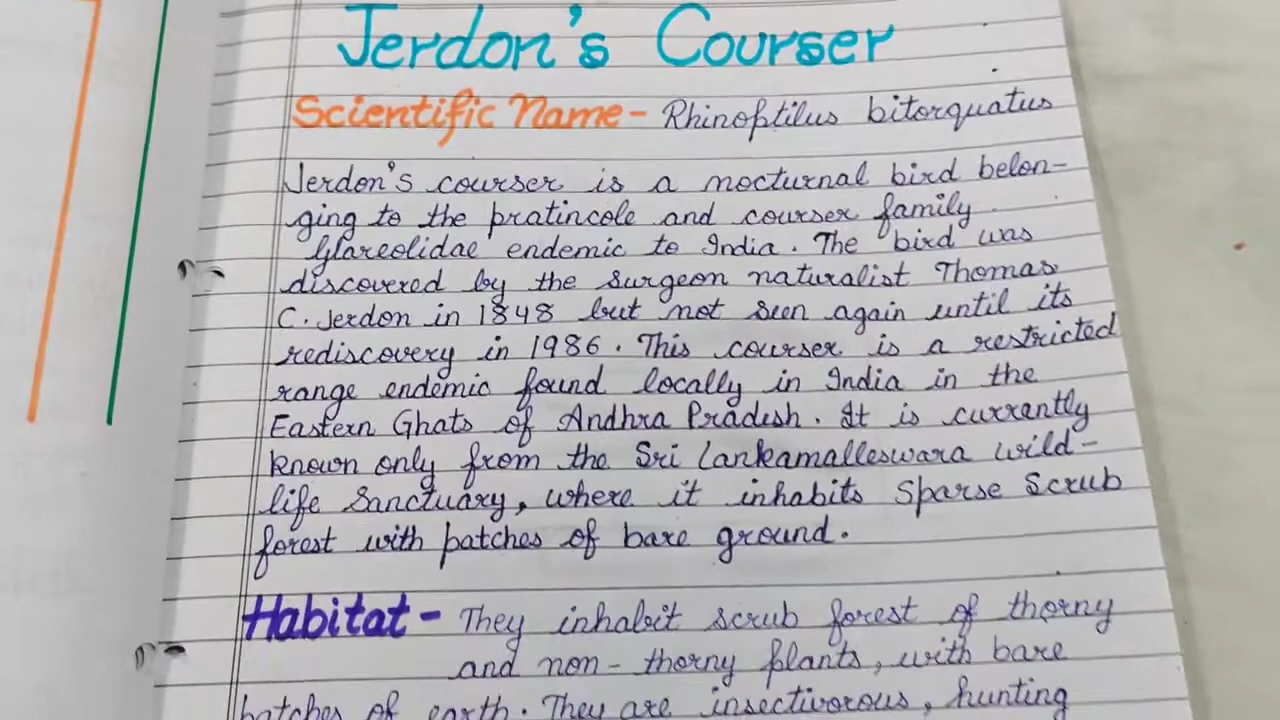 Jerdon's Courser
Scientific Name - Rhinoptilus bitorquatus
Jerdon's courser is a nocturnal bird belon-
ging to the pratincole and courser family
Glareolidae endemic to India. The bird was
discovered by the surgeon naturalist Thomas
C. Jerdon in 1848 but not seen again until its
rediscovery in 1986. This courser is a restricted
range endemic found locally in India in the
Eastern Ghats of Andhra Pradesh. It is currently
known only from the Sri Lankamalleswara wild-
life Sanctuary, where it inhabits Sparse Scrub
forest with patches of bare ground.
Habitat - They inhabit scrub forest of thorny
and non-thorny plants, with bare
patches of earth. They are insectivorous, hunting